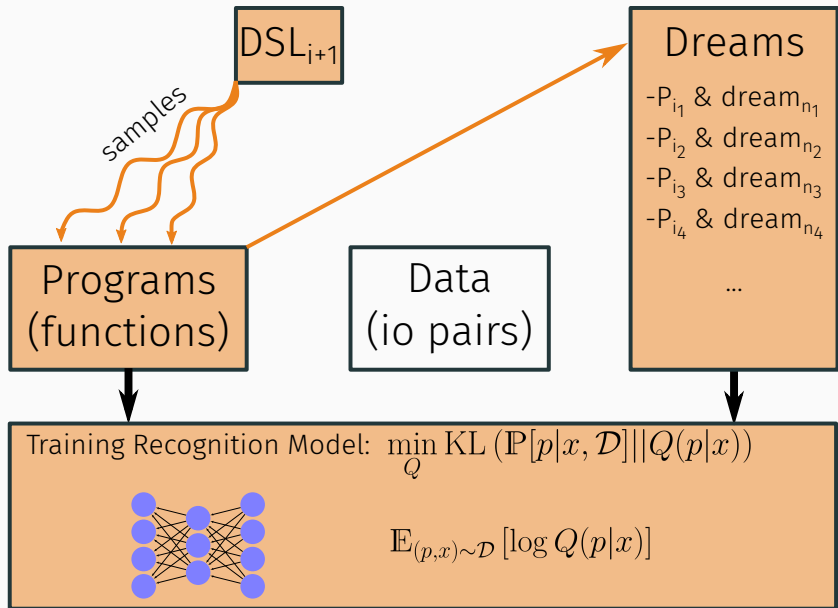 DSL_{i+1}
samples
Programs
(functions)
Data
(io pairs)
Dreams
-P_{i_1} & dream_{n_1}
-P_{i_2} & dream_{n_2}
-P_{i_3} & dream_{n_3}
-P_{i_4} & dream_{n_4}
...
Training Recognition Model: \min_Q KL (ℙ[p|x, 𝒟]||Q(p|x))
𝔼_{(p,x)∼𝒟} [log Q(p|x)]